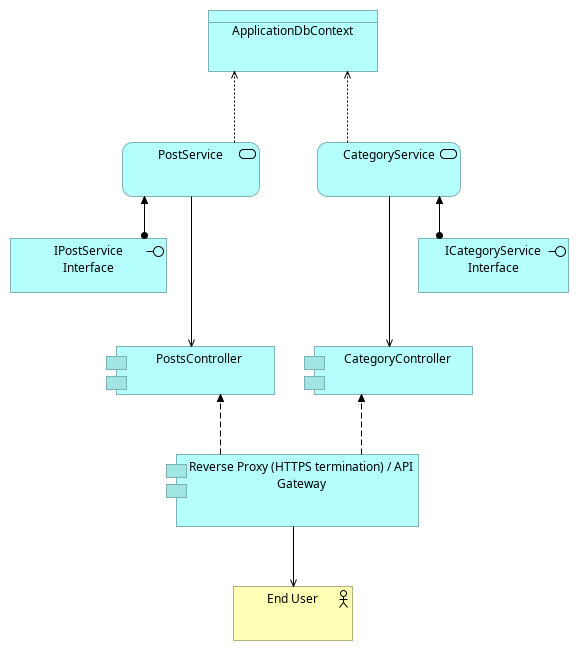 ApplicationDbContext
PostService
CategoryService
IPostService
Interface
ICategoryService
Interface
PostsController
CategoryController
Reverse Proxy (HTTPS termination) / API
Gateway
End User